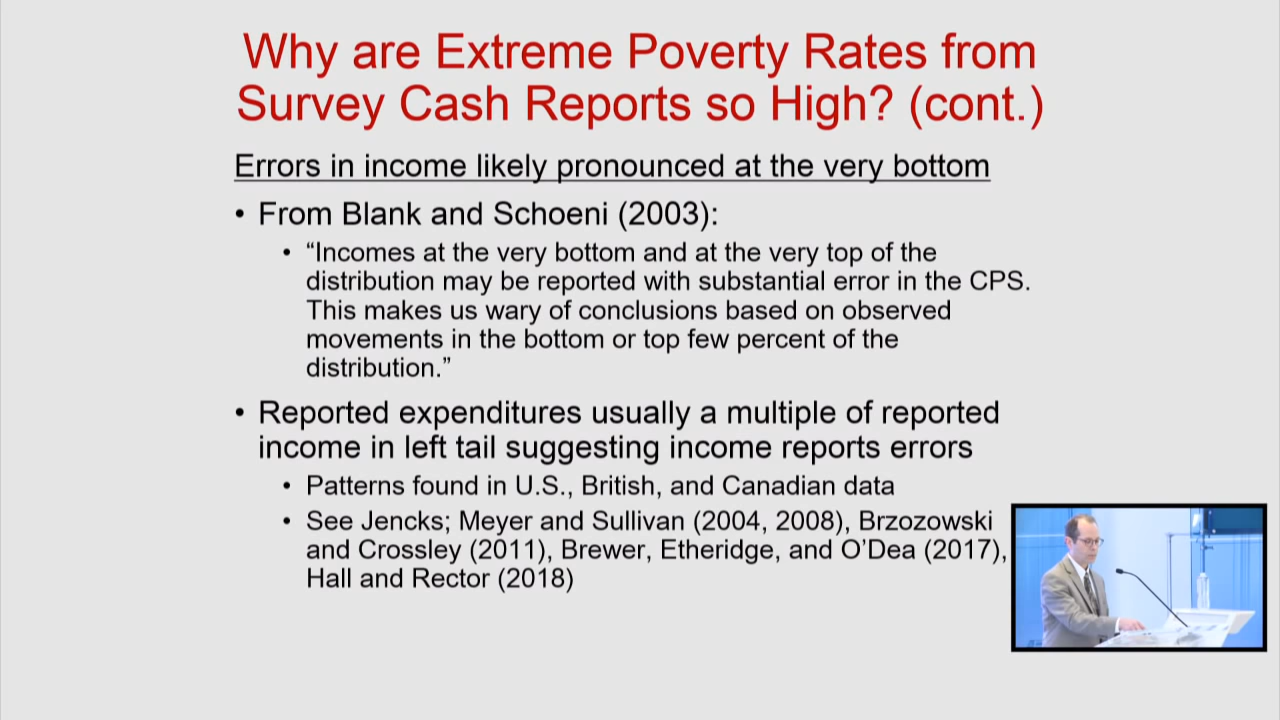 Why are Extreme Poverty Rates from
Survey Cash Reports so High? (cont.)
Errors in income likely pronounced at the very bottom
• From Blank and Schoeni (2003):
• “Incomes at the very bottom and at the very top of the
distribution may be reported with substantial error in the CPS.
This makes us wary of conclusions based on observed
movements in the bottom or top few percent of the
distribution.”
• Reported expenditures usually a multiple of reported
income in left tail suggesting income reports errors
• Patterns found in U.S., British, and Canadian data
• See Jencks; Meyer and Sullivan (2004, 2008), Brzozowski
and Crossley (2011), Brewer, Etheridge, and O’Dea (2017),
Hall and Rector (2018)